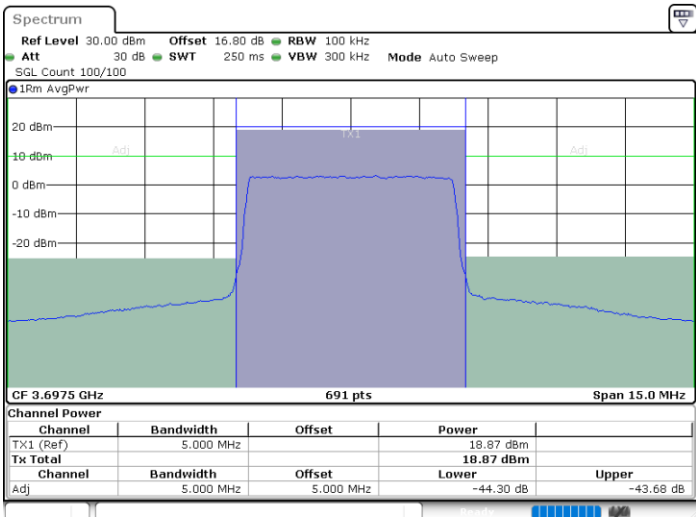 Spectrum
Ref Level 30.00 dBm Offset 16.80 dB RBW 100 kHz
Att 30 dB SWT 250 ms VBW 300 kHz Mode Auto Sweep
SGL Count 100/100
1Rm AvgPwr
20 dBm
TX1
10 dBm Adj Adj
0 dBm
-10 dBm
-20 dBm
CF 3.6975 GHz 691 pts Span 15.0 MHz
Channel Power
Channel Bandwidth Offset Power
TX1 (Ref) 5.000 MHz 18.87 dBm
Tx Total 18.87 dBm
Channel Bandwidth Offset Lower Upper
Adj 5.000 MHz 5.000 MHz -44.30 dB -43.68 dB
Ready